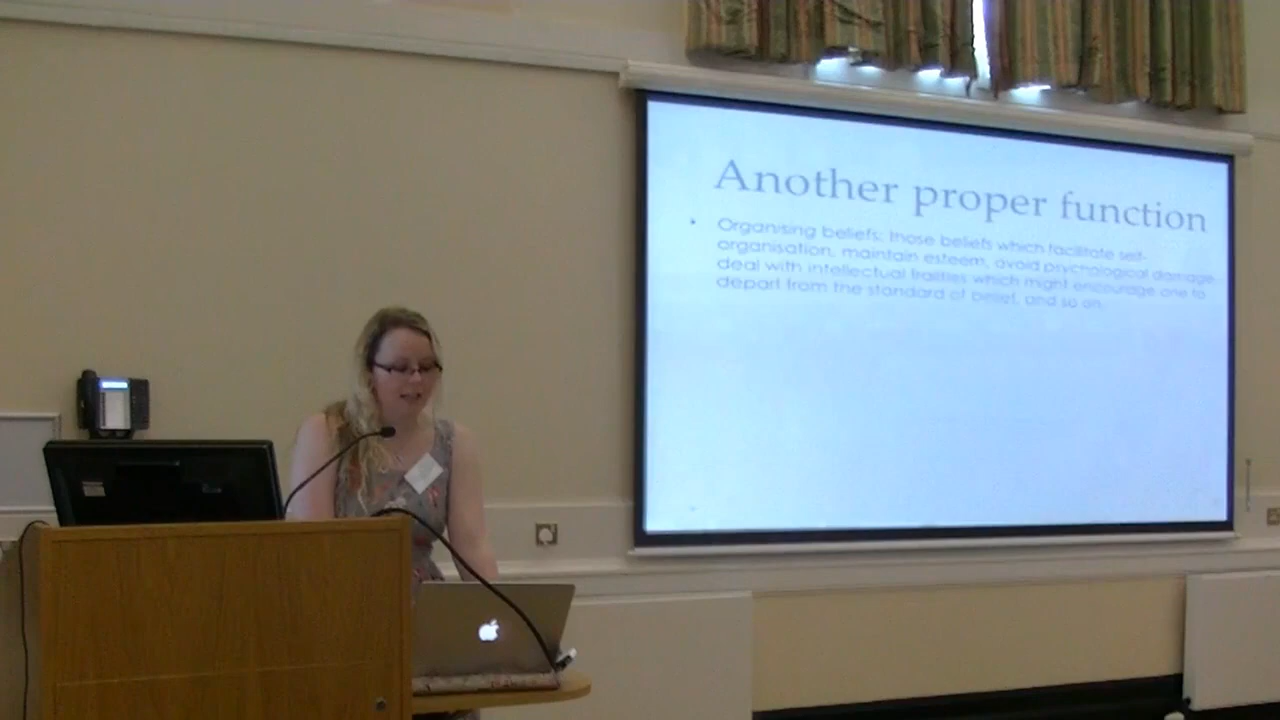 Another proper function
• Organising beliefs: those beliefs which facilitate self-
organisation, maintain esteem, avoid psychological damage,
deal with intellectual frailities which might encourage one to
depart from the standard of belief, and so on.